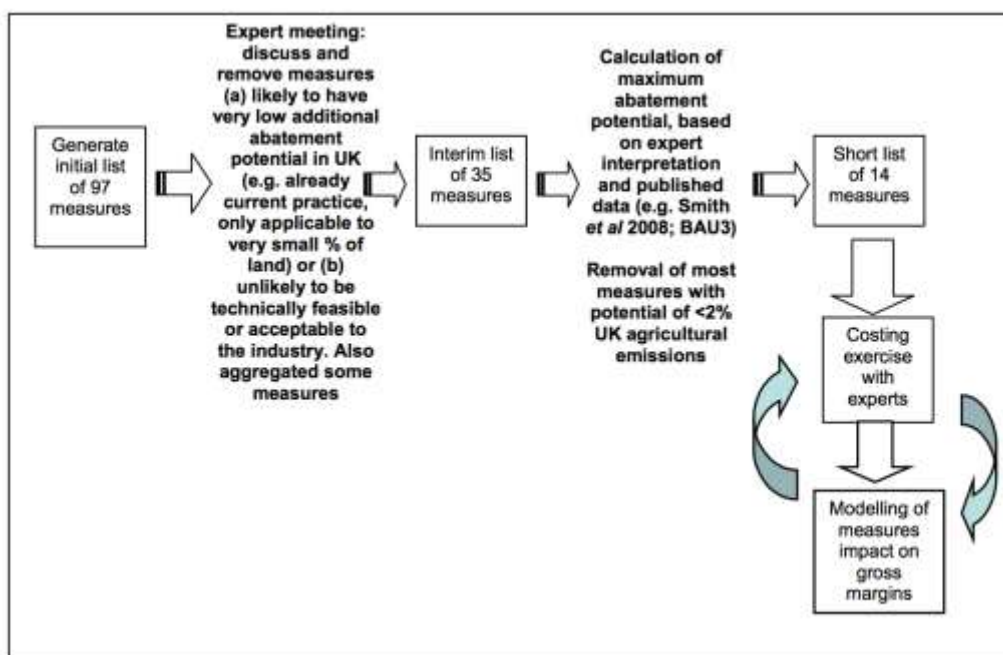 Generate
initial list
of 97
measures
Expert meeting:
discuss and
remove measures
(a) likely to have
very low additional
abatement
potential in UK
(e.g. already
current practice,
only applicable to
very small % of
land) or (b)
unlikely to be
technically feasible
or acceptable to
the industry. Also
aggregated some
measures
Interim list
of 35
measures
Calculation of
maximum
abatement
potential, based
on expert
interpretation
and published
data (e.g. Smith
et al 2008; BAU3)
Removal of most
measures with
potential of <2%
UK agricultural
emissions
Short list
of 14
measures
Costing
exercise
with
experts
Modelling of
measures
impact on
gross
margins